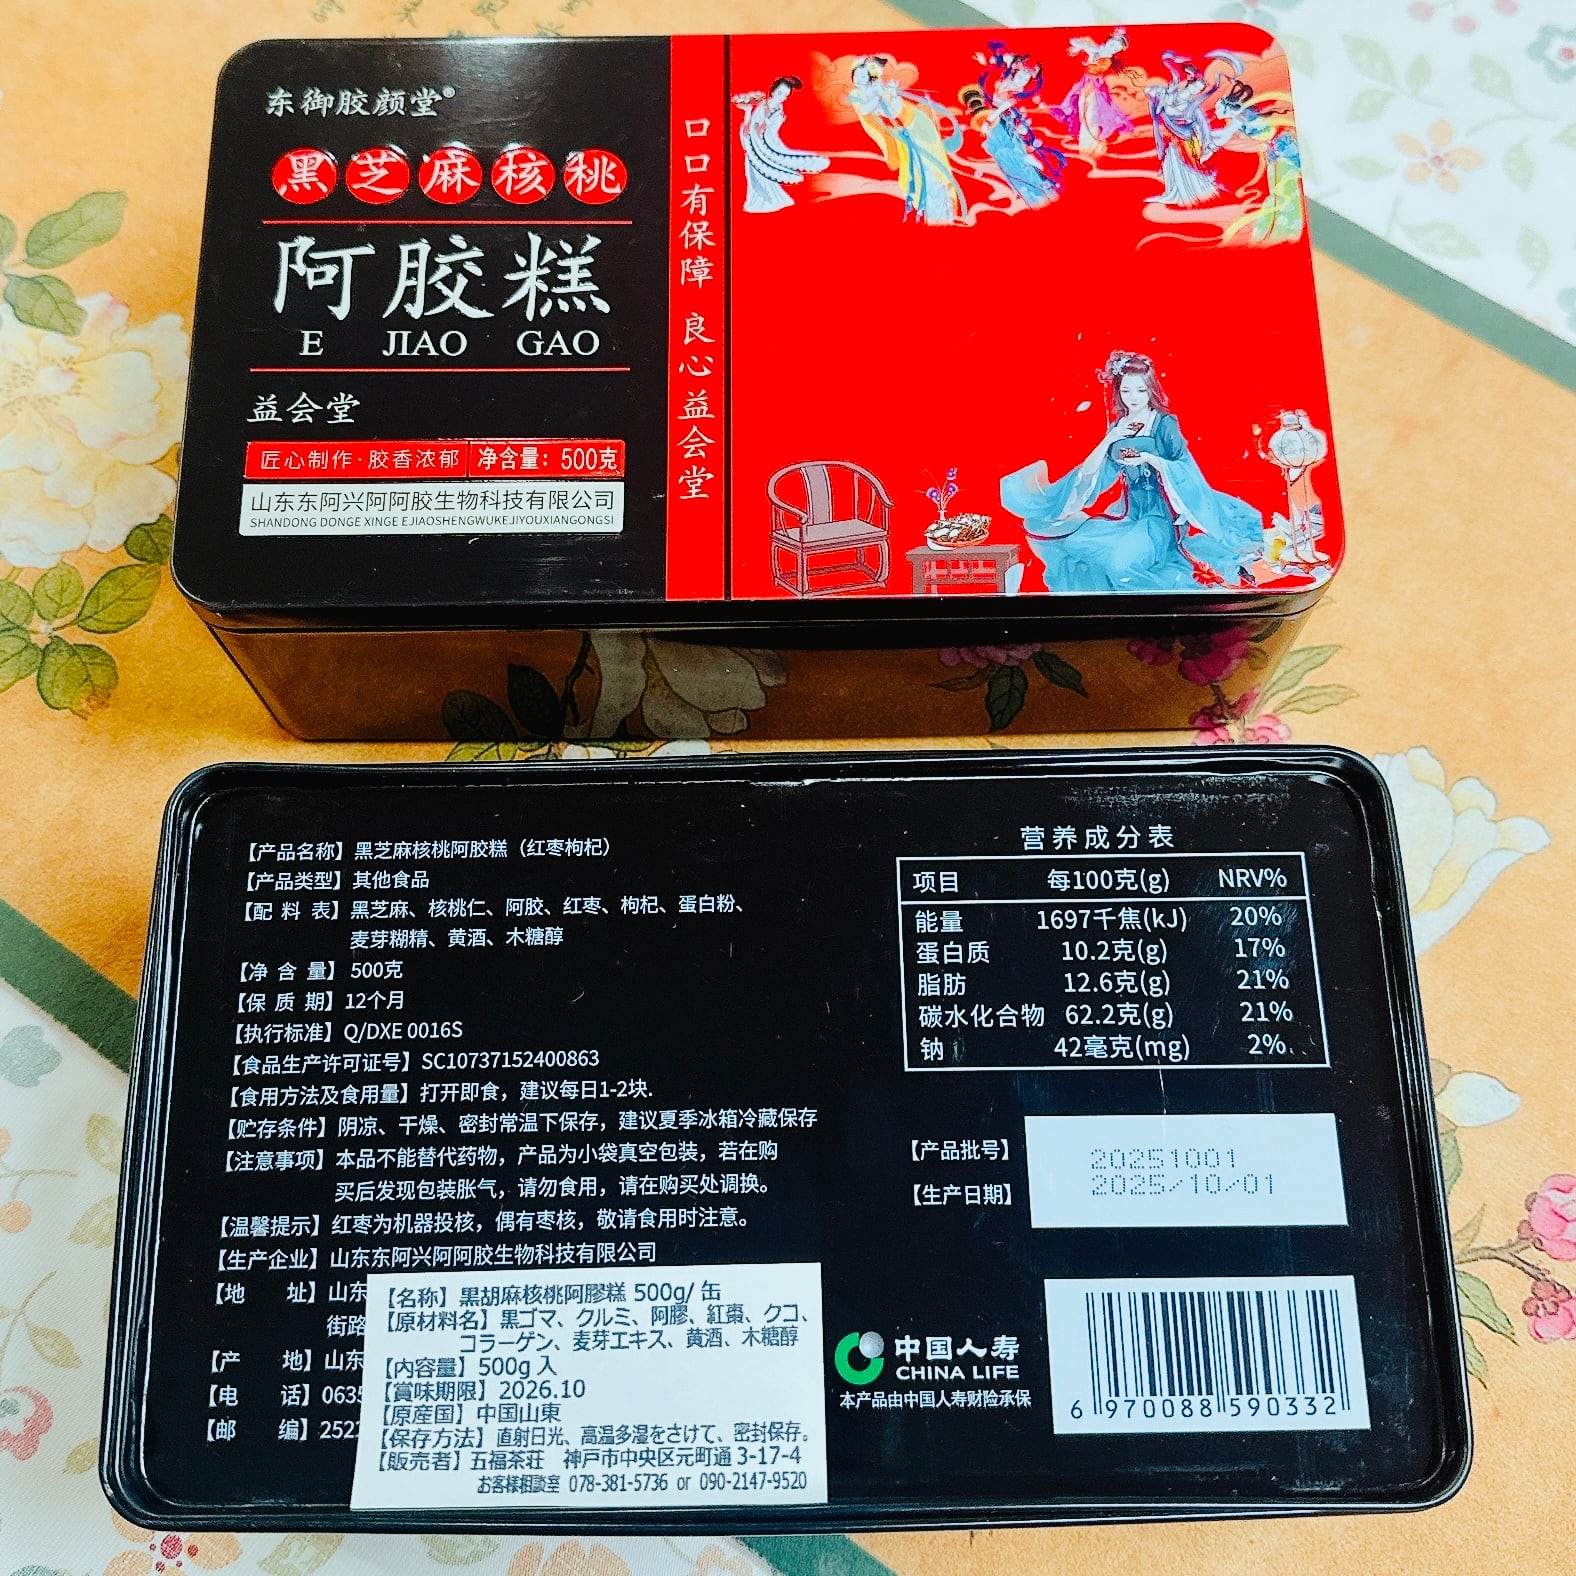 东御胶颜堂®
黑芝麻核桃
阿胶糕
E JIAO GAO
益会堂
匠心制作·胶香浓郁 净含量：500克
山东东阿兴阿阿胶生物科技有限公司
SHANDONG DONGE XINGE EJIAOSHENGWUKEJIYOUXIANGONGSI
口口有保障 良心益会堂
【产品名称】黑芝麻核桃阿胶糕（红枣枸杞）
【产品类型】其他食品
【配 料 表】黑芝麻、核桃仁、阿胶、红枣、枸杞、蛋白粉、
麦芽糊精、黄酒、木糖醇
【净 含 量】500克
【保 质 期】12个月
【执行标准】Q/DXE 0016S
【食品生产许可证号】SC10737152400863
【食用方法及食用量】打开即食，建议每日1-2块.
【贮存条件】阴凉、干燥、密封常温下保存，建议夏季冰箱冷藏保存
【注意事项】本品不能替代药物，产品为小袋真空包装，若在购
买后发现包装胀气，请勿食用，请在购买处调换。
【温馨提示】红枣为机器投核，偶有枣核，敬请食用时注意。
【生产企业】山东东阿兴阿阿胶生物科技有限公司
【地 址】山东
街路
【产 地】山东
【电 话】0635
【邮 编】252
【名称】黒胡麻核桃阿膠糕 500g/ 缶
【原材料名】黒ゴマ、クルミ、阿膠、紅棗、クコ、
コラーゲン、麦芽エキス、黄酒、木糖醇
【内容量】500g 入
【賞味期限】2026.10
【原産国】中国山東
【保存方法】直射日光、高温多湿をさけて、密封保存。
【販売者】五福茶荘 神戸市中央区元町通 3-17-4
お客様相談室 078-381-5736 or 090-2147-9520
营养成分表
项目 每100克(g) NRV%
能量 1697千焦(kJ) 20%
蛋白质 10.2克(g) 17%
脂肪 12.6克(g) 21%
碳水化合物 62.2克(g) 21%
钠 42毫克(mg) 2%
【产品批号】20251001
【生产日期】2025/10/01
中国人寿
CHINA LIFE
本产品由中国人寿财险承保
6 970088 590332